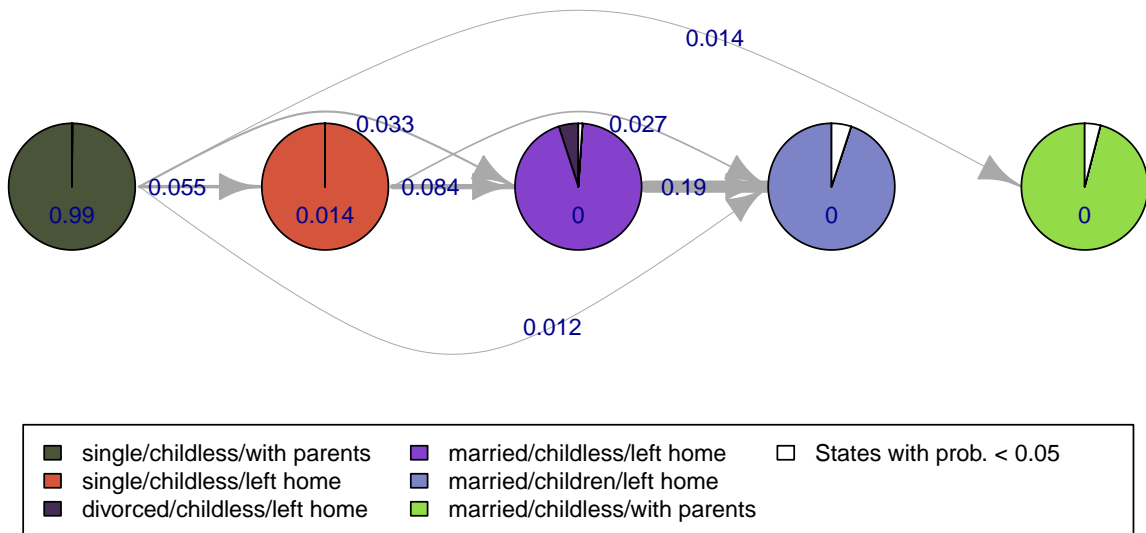 0.014
0.033
0.027
0.055
0.084
0.19
0.99
0.014
0
0
0
0.012
single/childless/with parents
married/childless/left home
States with prob. < 0.05
single/childless/left home
married/children/left home
divorced/childless/left home
married/childless/with parents